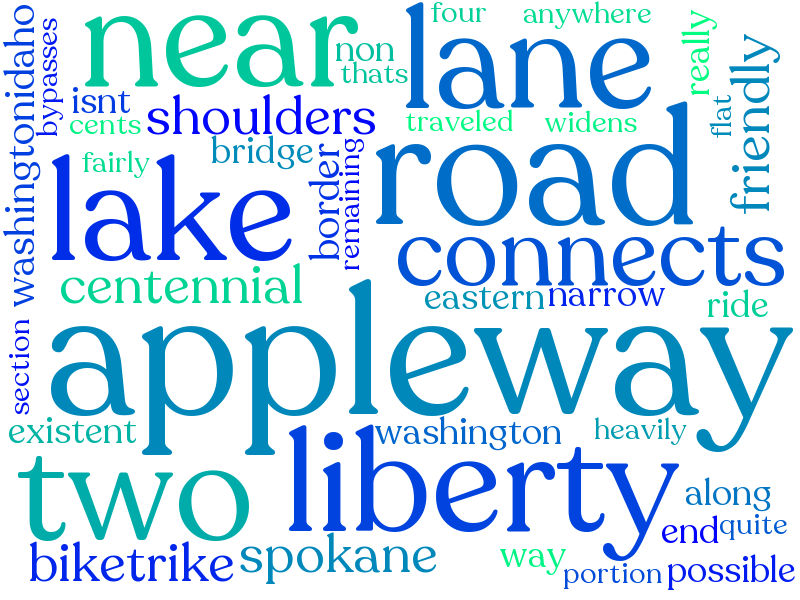 near
lane
four
anywhere
really
washingtonidaho
bypasses
isnt
non
thats
cents
shoulders
traveled
widens
flat
friendly
fairly
bridge
border
remaining
road
lake
connects
centennial
eastern
narrow
ride
section
appleway
existent
washington
heavily
two
liberty
along
end
quite
biketrike
spokane
way
portion
possible